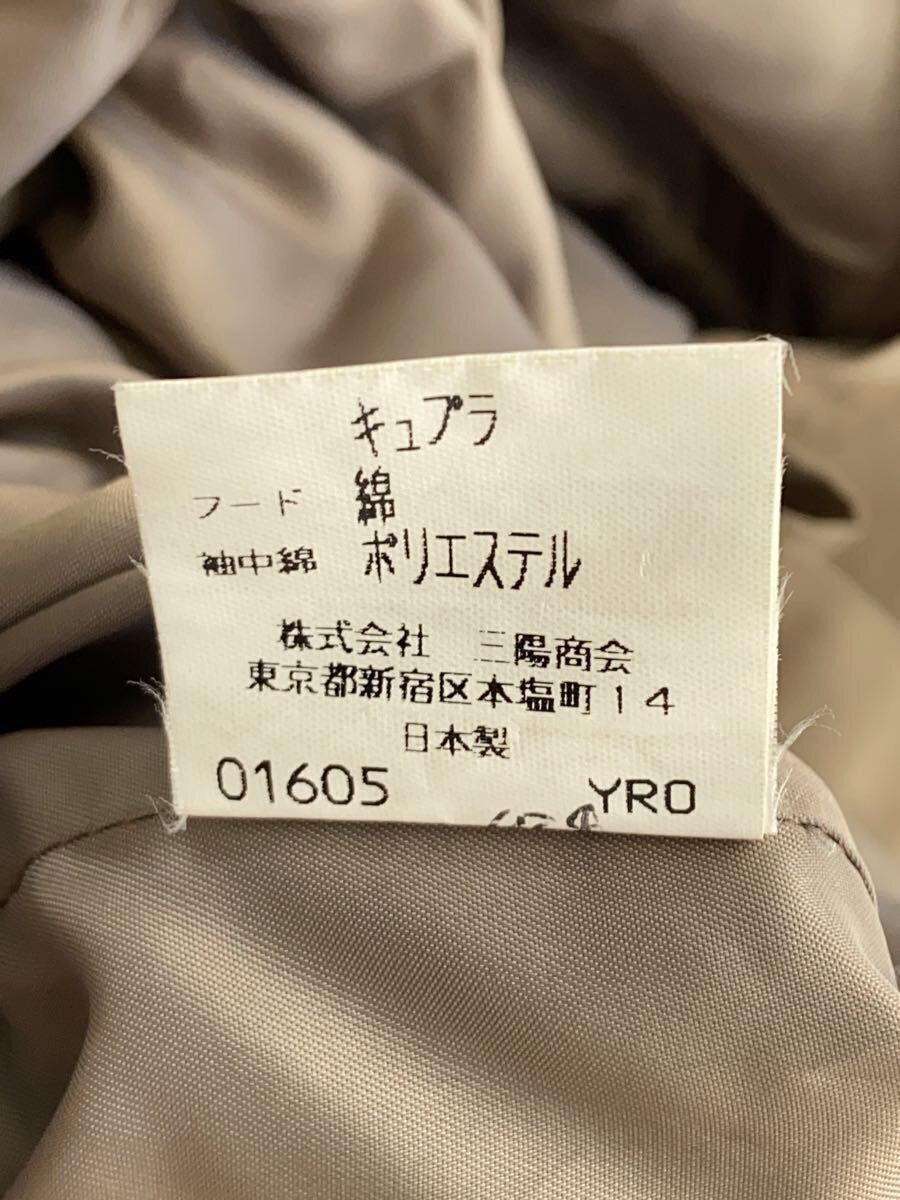 キュプラ
フード 綿
袖中綿 ポリエステル
株式会社 三陽商会
東京都新宿区本塩町14
日本製
01605 YRO